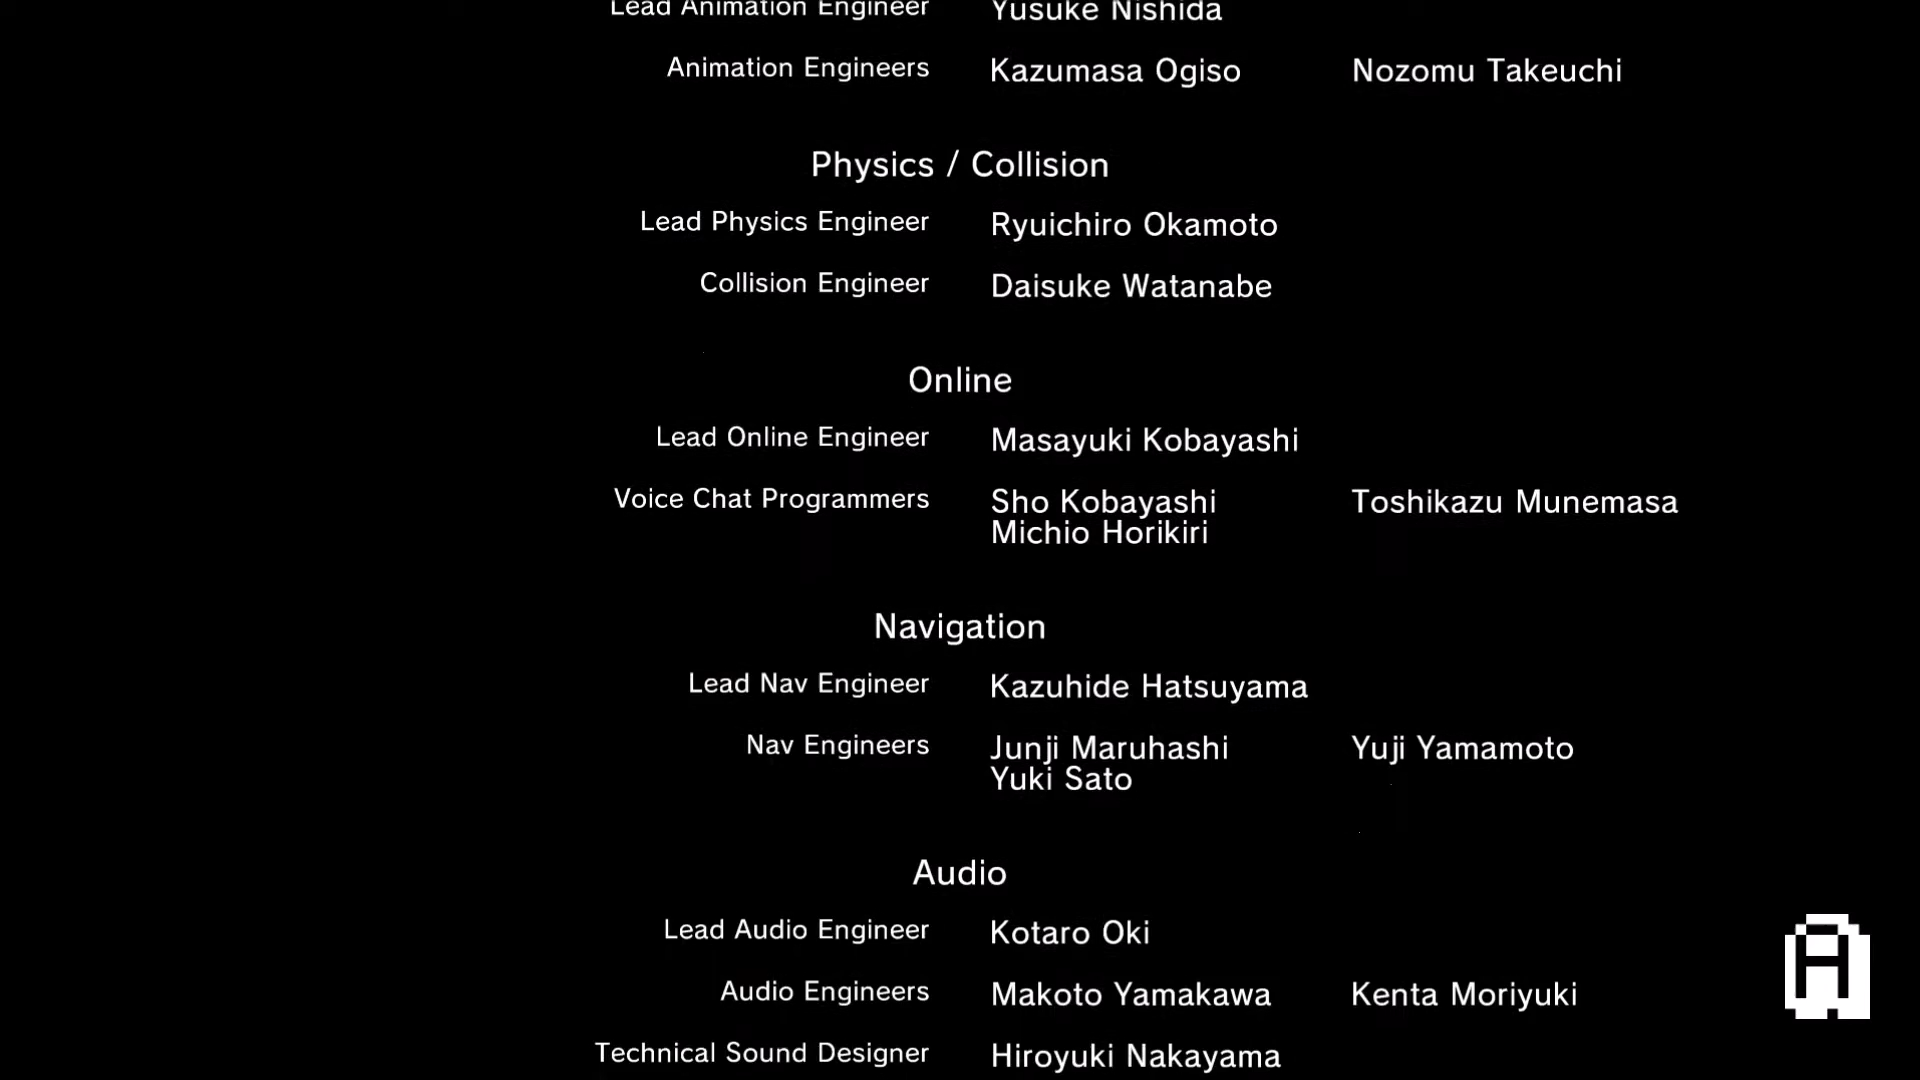 Lead Animation Engineer Yusuke Nishida
Animation Engineers Kazumasa Ogiso Nozomu Takeuchi
Physics / Collision
Lead Physics Engineer Ryuichiro Okamoto
Collision Engineer Daisuke Watanabe
Online
Lead Online Engineer Masayuki Kobayashi
Voice Chat Programmers Sho Kobayashi Toshikazu Munemasa
Michio Horikiri
Navigation
Lead Nav Engineer Kazuhide Hatsuyama
Nav Engineers Junji Maruhashi Yuji Yamamoto
Yuki Sato
Audio
Lead Audio Engineer Kotaro Oki
Audio Engineers Makoto Yamakawa Kenta Moriyuki
Technical Sound Designer Hiroyuki Nakayama
A